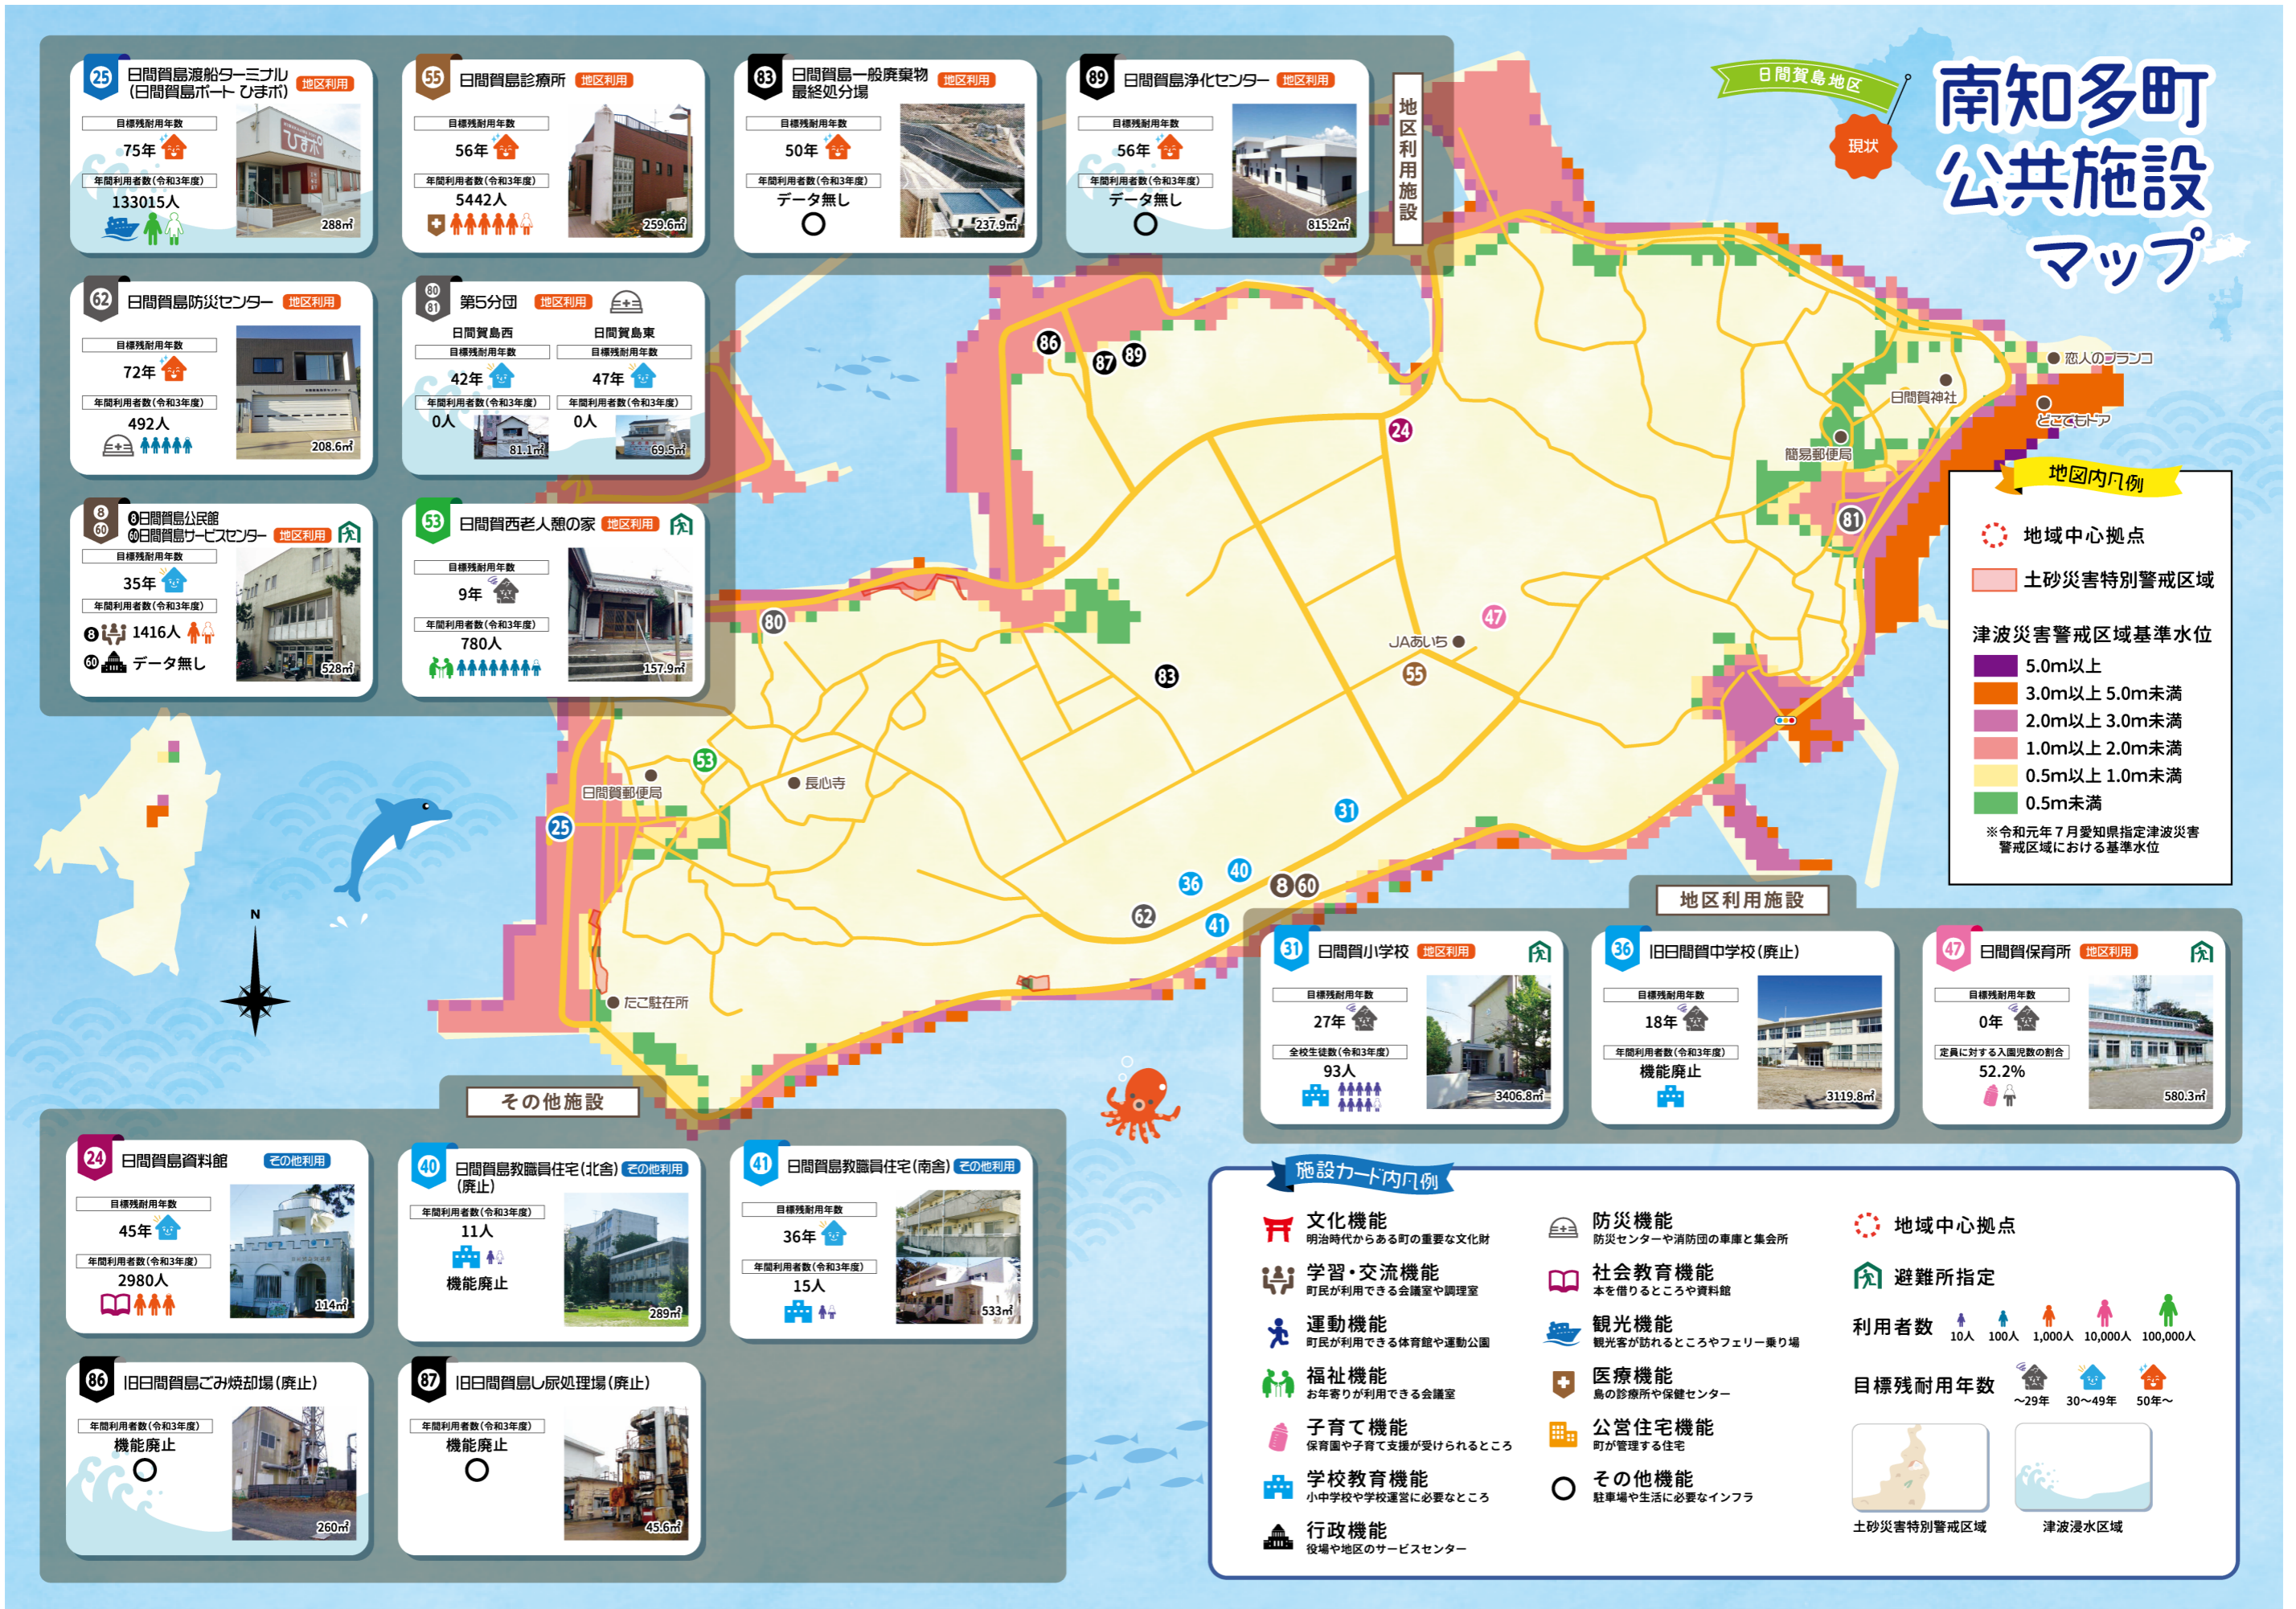 日間賀島地区
現状
南知多町
公共施設
マップ
地区利用施設
25
日間賀島渡船ターミナル
(日間賀島ポート ひまポ)
地区利用
目標残耐用年数
75年
年間利用者数(令和3年度)
133015人
ひまポ
288㎡
55
日間賀島診療所
地区利用
目標残耐用年数
56年
年間利用者数(令和3年度)
5442人
259.6㎡
83
日間賀島一般廃棄物
最終処分場
地区利用
目標残耐用年数
50年
年間利用者数(令和3年度)
データ無し
237.9㎡
89
日間賀島浄化センター
地区利用
目標残耐用年数
56年
年間利用者数(令和3年度)
データ無し
815.2㎡
62
日間賀島防災センター
地区利用
目標残耐用年数
72年
年間利用者数(令和3年度)
492人
208.6㎡
80
81
第5分団
地区利用
日間賀島西
目標残耐用年数
42年
年間利用者数(令和3年度)
0人
81.1㎡
日間賀島東
目標残耐用年数
47年
年間利用者数(令和3年度)
0人
69.5㎡
8
60
8日間賀島公民館
60日間賀島サービスセンター
地区利用
目標残耐用年数
35年
年間利用者数(令和3年度)
8 1416人
60 データ無し
528㎡
53
日間賀西老人憩の家
地区利用
目標残耐用年数
9年
年間利用者数(令和3年度)
780人
157.9㎡
86
87
89
24
恋人のブランコ
日間賀神社
どこでもドア
簡易郵便局
81
80
47
JAあいち
55
83
53
日間賀郵便局
長心寺
25
31
40
36
8 60
62
41
たこ駐在所
N
地図内凡例
地域中心拠点
土砂災害特別警戒区域
津波災害警戒区域基準水位
5.0m以上
3.0m以上 5.0m未満
2.0m以上 3.0m未満
1.0m以上 2.0m未満
0.5m以上 1.0m未満
0.5m未満
※令和元年7月愛知県指定津波災害
警戒区域における基準水位
地区利用施設
31
日間賀小学校
地区利用
目標残耐用年数
27年
全校生徒数(令和3年度)
93人
3406.8㎡
36
旧日間賀中学校(廃止)
目標残耐用年数
18年
年間利用者数(令和3年度)
機能廃止
3119.8㎡
47
日間賀保育所
地区利用
目標残耐用年数
0年
定員に対する入園児数の割合
52.2%
580.3㎡
その他施設
24
日間賀島資料館
その他利用
目標残耐用年数
45年
年間利用者数(令和3年度)
2980人
114㎡
40
日間賀島教職員住宅(北舎)
(廃止)
その他利用
年間利用者数(令和3年度)
11人
機能廃止
289㎡
41
日間賀島教職員住宅(南舎)
その他利用
目標残耐用年数
36年
年間利用者数(令和3年度)
15人
533㎡
86
旧日間賀島ごみ焼却場(廃止)
年間利用者数(令和3年度)
機能廃止
260㎡
87
旧日間賀島し尿処理場(廃止)
年間利用者数(令和3年度)
機能廃止
45.6㎡
施設カード内凡例
文化機能
明治時代からある町の重要な文化財
学習・交流機能
町民が利用できる会議室や調理室
運動機能
町民が利用できる体育館や運動公園
福祉機能
お年寄りが利用できる会議室
子育て機能
保育園や子育て支援が受けられるところ
学校教育機能
小中学校や学校運営に必要なところ
行政機能
役場や地区のサービスセンター
防災機能
防災センターや消防団の車庫と集会所
社会教育機能
本を借りるところや資料館
観光機能
観光客が訪れるところやフェリー乗り場
医療機能
島の診療所や保健センター
公営住宅機能
町が管理する住宅
その他機能
駐車場や生活に必要なインフラ
地域中心拠点
避難所指定
利用者数
10人 100人 1,000人 10,000人 100,000人
目標残耐用年数
～29年 30～49年 50年～
土砂災害特別警戒区域
津波浸水区域